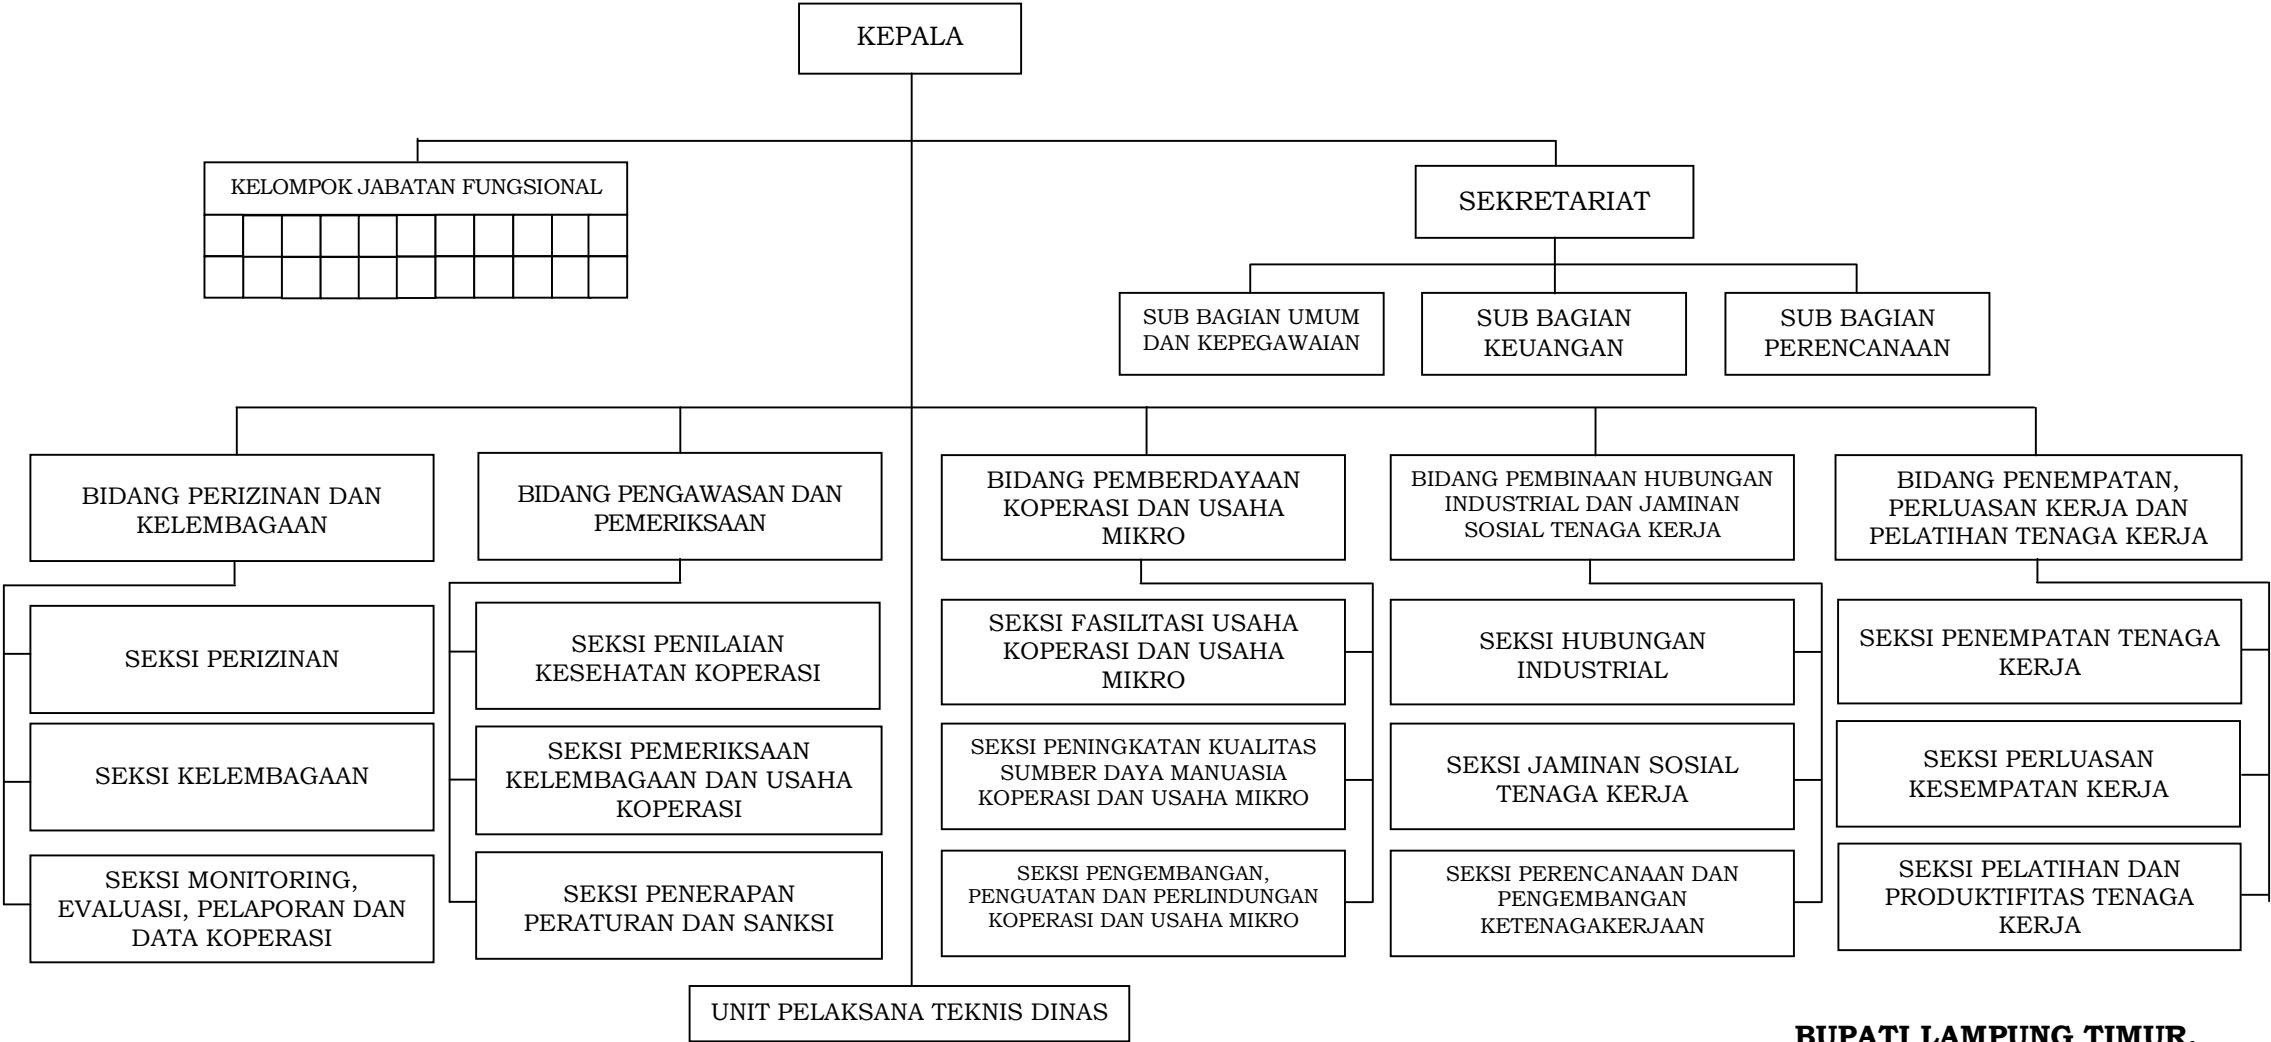 KEPALA
KELOMPOK JABATAN FUNGSIONAL
SEKRETARIAT
SUB BAGIAN UMUM
DAN KEPEGAWAIAN
SUB BAGIAN
KEUANGAN
SUB BAGIAN
PERENCANAAN
BIDANG PERIZINAN DAN
KELEMBAGAAN
BIDANG PENGAWASAN DAN
PEMERIKSAAN
BIDANG PEMBERDAYAAN
KOPERASI DAN USAHA
MIKRO
BIDANG PEMBINAAN HUBUNGAN
INDUSTRIAL DAN JAMINAN
SOSIAL TENAGA KERJA
BIDANG PENEMPATAN,
PERLUASAN KERJA DAN
PELATIHAN TENAGA KERJA
SEKSI PERIZINAN
SEKSI PENILAIAN
KESEHATAN KOPERASI
SEKSI FASILITASI USAHA
KOPERASI DAN USAHA
MIKRO
SEKSI HUBUNGAN
INDUSTRIAL
SEKSI PENEMPATAN TENAGA
KERJA
SEKSI KELEMBAGAAN
SEKSI PEMERIKSAAN
KELEMBAGAAN DAN USAHA
KOPERASI
SEKSI PENINGKATAN KUALITAS
SUMBER DAYA MANUASIA
KOPERASI DAN USAHA MIKRO
SEKSI JAMINAN SOSIAL
TENAGA KERJA
SEKSI PERLUASAN
KESEMPATAN KERJA
SEKSI MONITORING,
EVALUASI, PELAPORAN DAN
DATA KOPERASI
SEKSI PENERAPAN
PERATURAN DAN SANKSI
SEKSI PENGEMBANGAN,
PENGUATAN DAN PERLINDUNGAN
KOPERASI DAN USAHA MIKRO
SEKSI PERENCANAAN DAN
PENGEMBANGAN
KETENAGAKERJAAN
SEKSI PELATIHAN DAN
PRODUKTIFITAS TENAGA
KERJA
UNIT PELAKSANA TEKNIS DINAS
BUPATI LAMPUNG TIMUR,